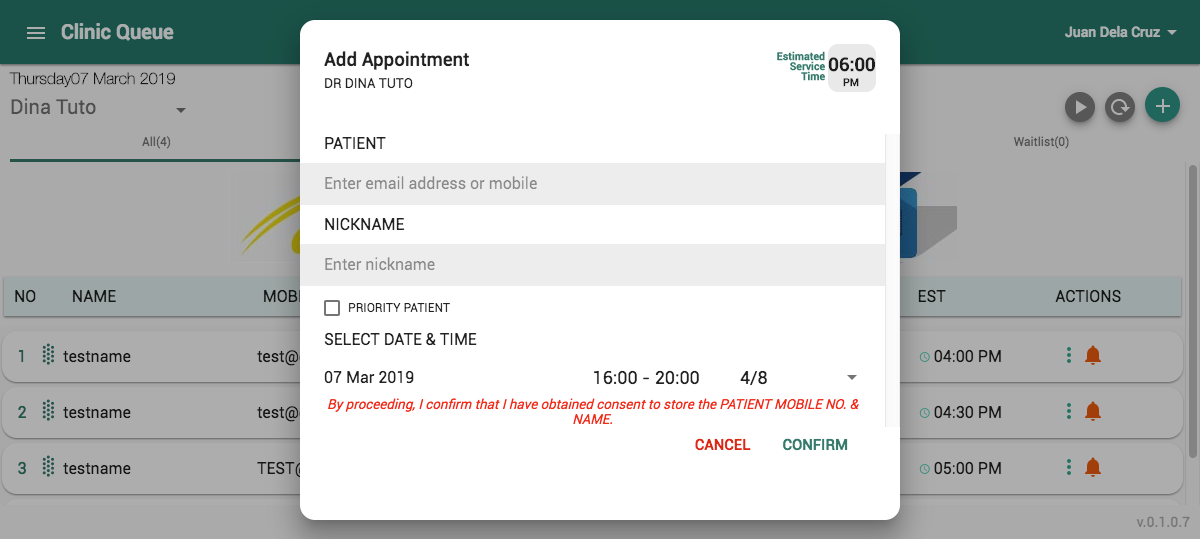 Clinic Queue
Juan Dela Cruz
Thursday07 March 2019
Dina Tuto
All(4)
Waitlist(0)
Add Appointment
DR DINA TUTO
Estimated
Service
Time
06:00
PM
PATIENT
Enter email address or mobile
NICKNAME
Enter nickname
PRIORITY PATIENT
SELECT DATE & TIME
07 Mar 2019 16:00 - 20:00 4/8
By proceeding, I confirm that I have obtained consent to store the PATIENT MOBILE NO. &
NAME.
CANCEL CONFIRM
NO NAME MOBI EST ACTIONS
1 testname test@ 04:00 PM
2 testname test@ 04:30 PM
3 testname TEST@ 05:00 PM
v.0.1.0.7